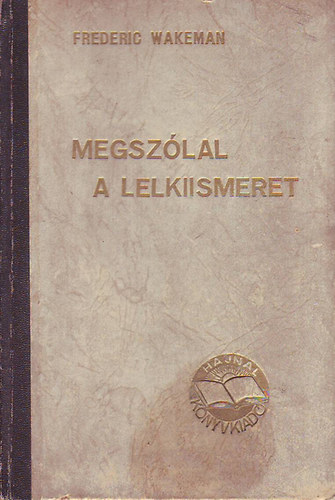 FREDERIC WAKEMAN
MEGSZÓLAL
A LELKIISMERET
HAJNAL
KÖNYVKIADÓ